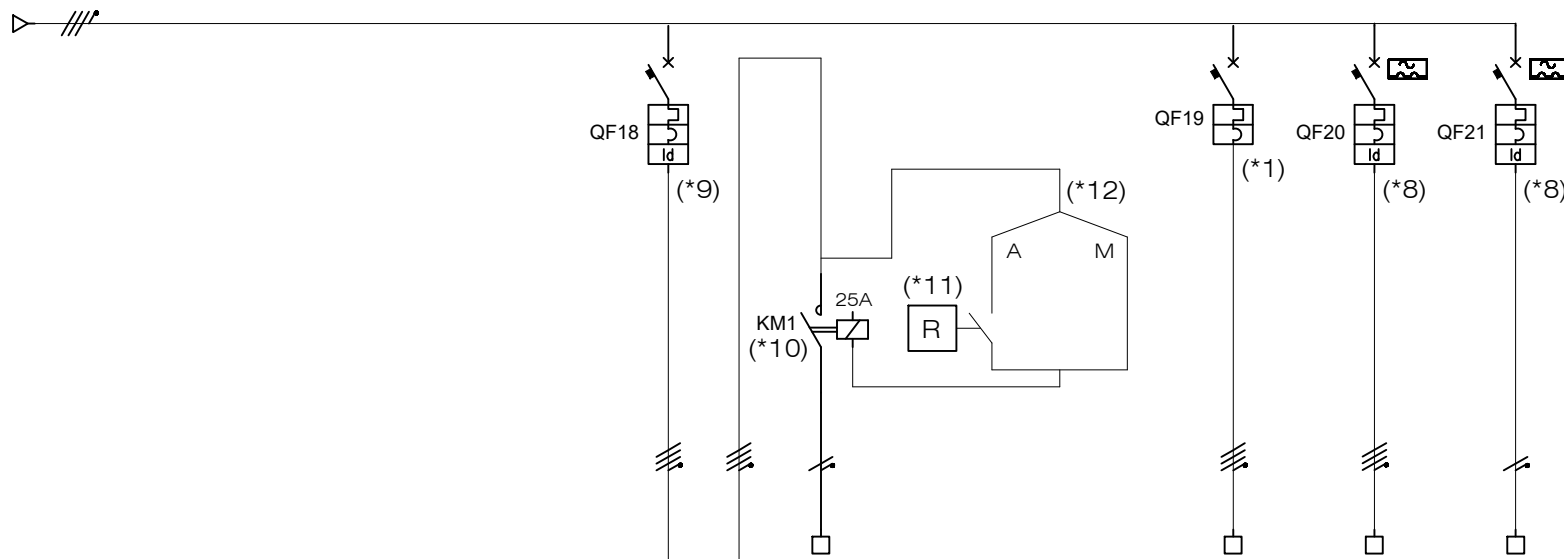 QF18
Id
(*9)
KM1
(*10)
25A
(*11)
R
(*12)
A
M
QF19
(*1)
QF20
Id
(*8)
QF21
Id
(*8)